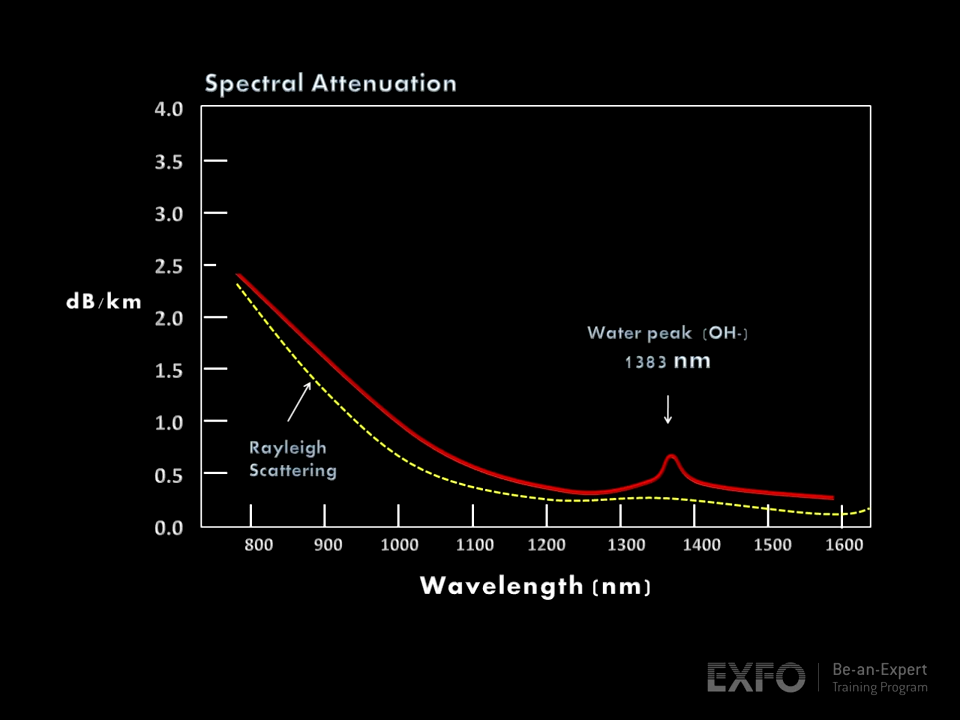 Spectral Attenuation
4.0
3.5
3.0
2.5
dB/km
2.0
1.5
1.0
0.5
0.0
Water peak (OH-)
1383 nm
Rayleigh
Scattering
800 900 1000 1100 1200 1300 1400 1500 1600
Wavelength (nm)
EXFO
Be-an-Expert
Training Program